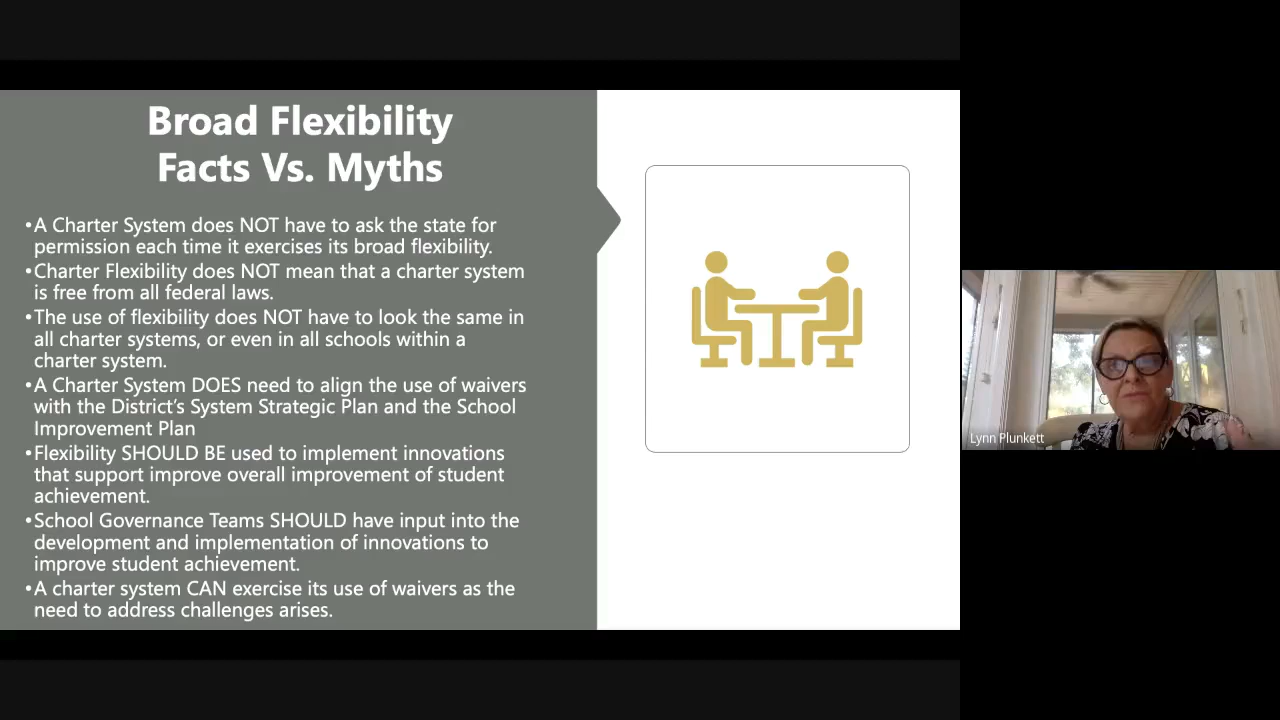 Broad Flexibility
Facts Vs. Myths
•A Charter System does NOT have to ask the state for
permission each time it exercises its broad flexibility.
•Charter Flexibility does NOT mean that a charter system
is free from all federal laws.
•The use of flexibility does NOT have to look the same in
all charter systems, or even in all schools within a
charter system.
•A Charter System DOES need to align the use of waivers
with the District's System Strategic Plan and the School
Improvement Plan
•Flexibility SHOULD BE used to implement innovations
that support improve overall improvement of student
achievement.
•School Governance Teams SHOULD have input into the
development and implementation of innovations to
improve student achievement.
•A charter system CAN exercise its use of waivers as the
need to address challenges arises.
Lynn Plunkett